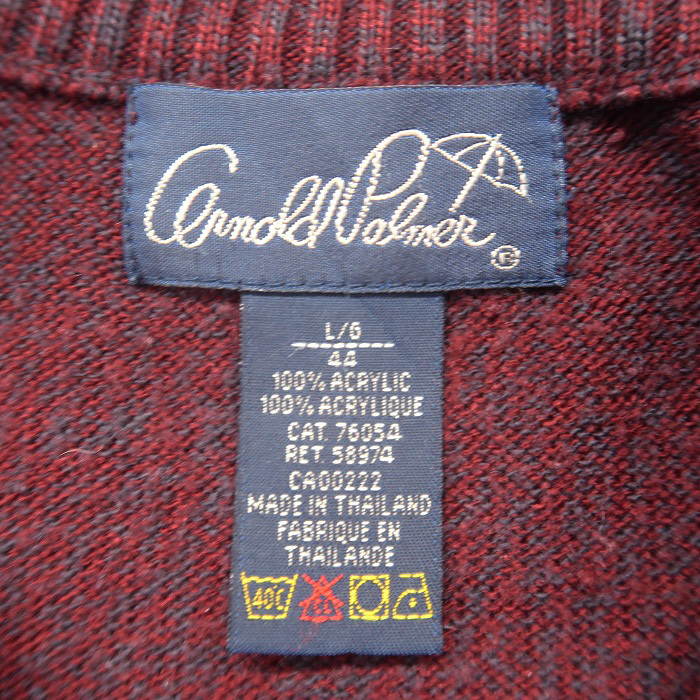 Arnold Palmer ®
L/G
44
100% ACRYLIC
100% ACRYLIQUE
CAT. 76054
RET. 58974
CA00222
MADE IN THAILAND
FABRIQUE EN
THAILANDE
40C